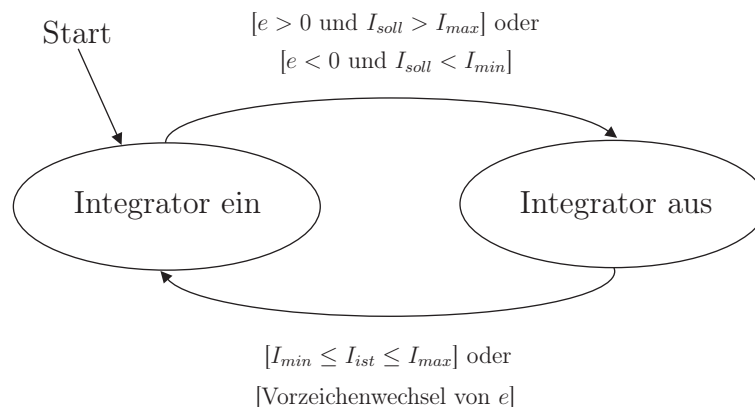 Start
[e > 0 und I_soll > I_max] oder
[e < 0 und I_soll < I_min]
Integrator ein
Integrator aus
[I_min ≤ I_ist ≤ I_max] oder
[Vorzeichenwechsel von e]